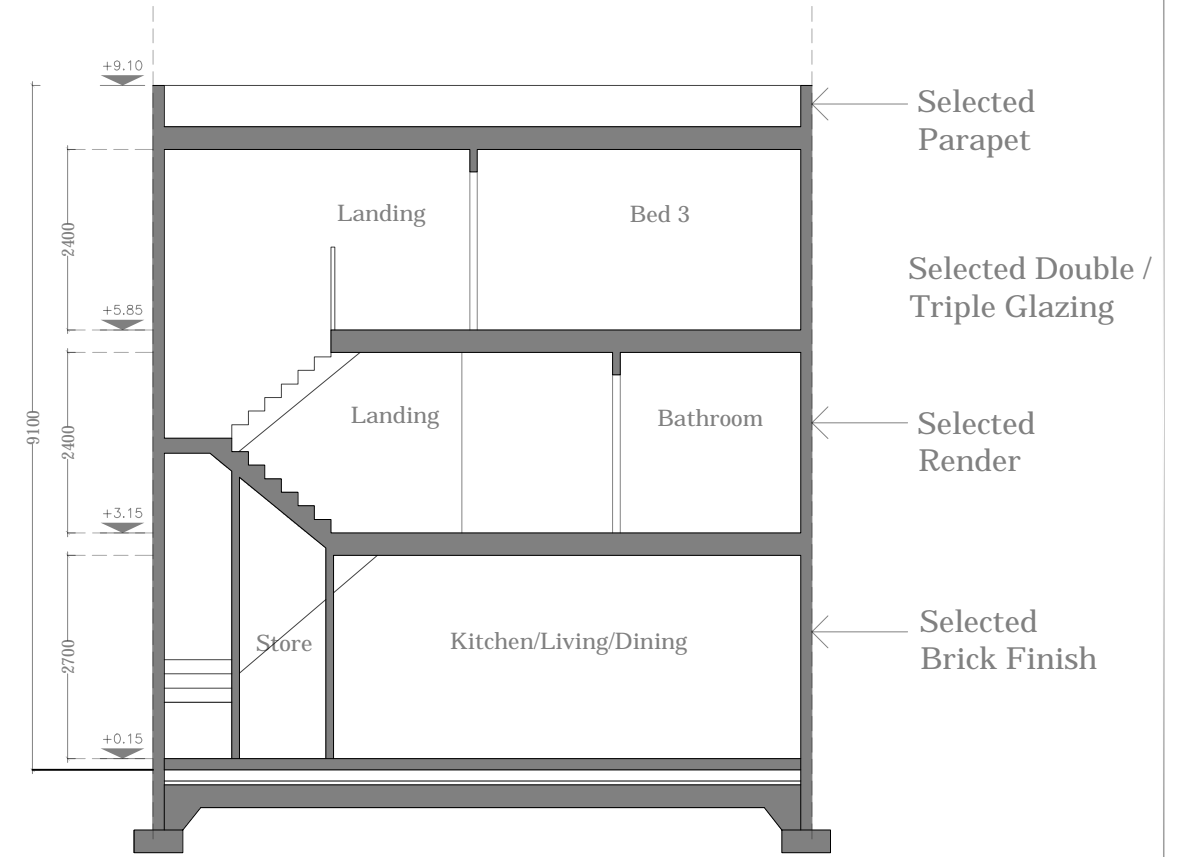 +9.10
Selected
Parapet
2400
Landing
Bed 3
Selected Double /
Triple Glazing
+5.85
9100
2400
Landing
Bathroom
Selected
Render
+3.15
2700
Store
Kitchen/Living/Dining
Selected
Brick Finish
+0.15